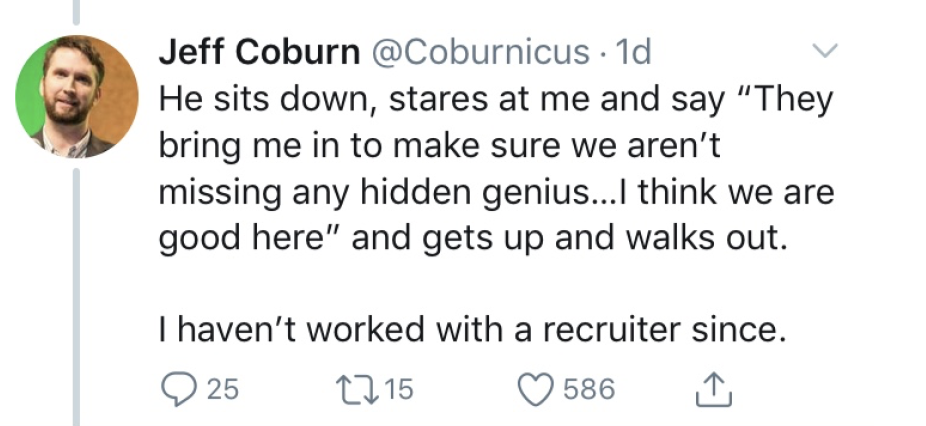 Jeff Coburn @Coburnicus · 1d
He sits down, stares at me and say “They
bring me in to make sure we aren’t
missing any hidden genius...I think we are
good here” and gets up and walks out.
I haven’t worked with a recruiter since.
25 15 586